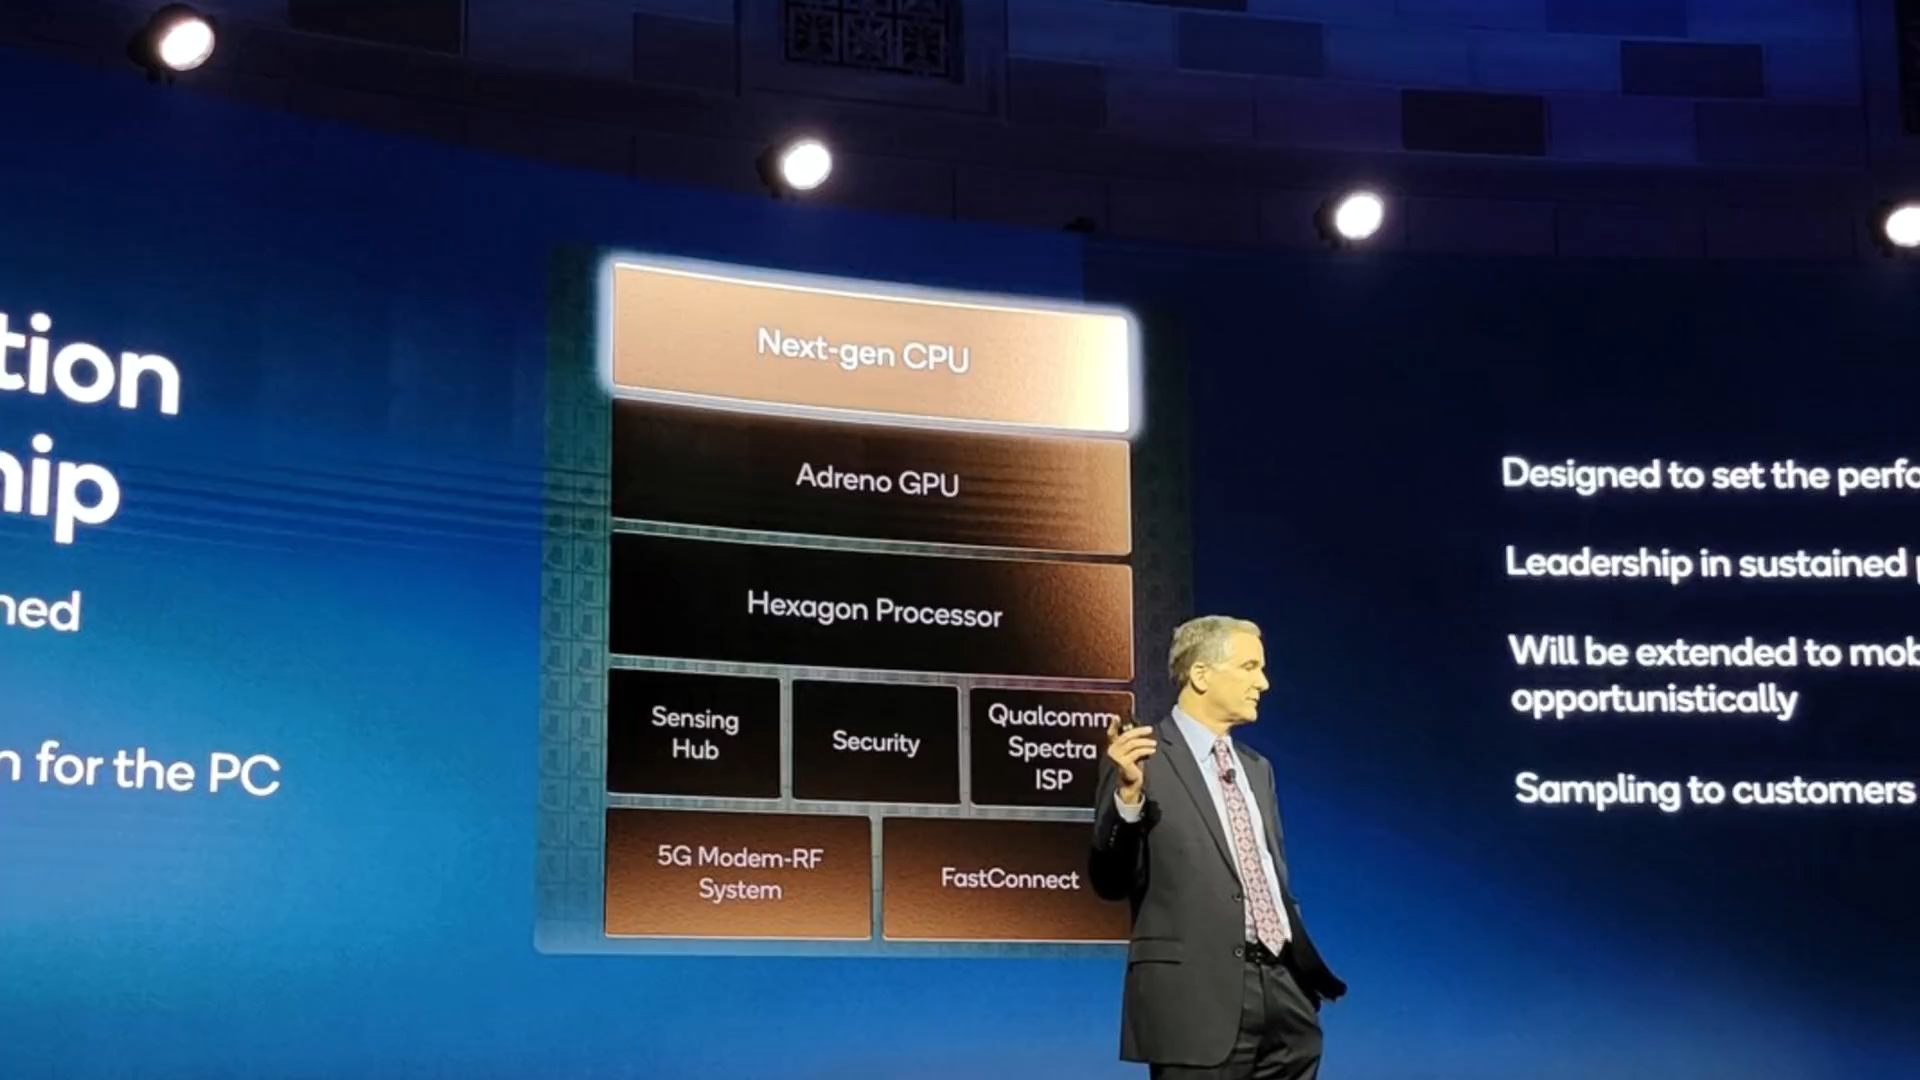 tion
hip
ned
n for the PC
Next-gen CPU
Adreno GPU
Hexagon Processor
Sensing
Hub
Security
Qualcomm
Spectra
ISP
5G Modem-RF
System
FastConnect
Designed to set the perfo
Leadership in sustained
Will be extended to mob
opportunistically
Sampling to customers